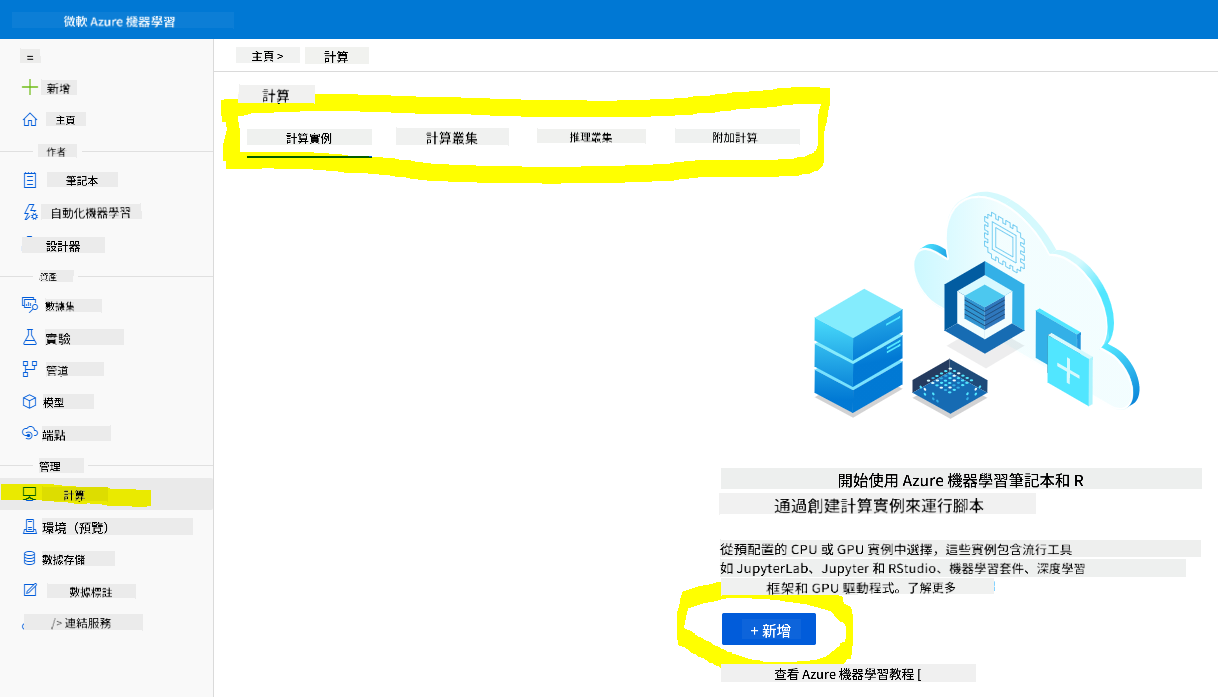 微軟 Azure 機器學習
主頁 >
計算
新增
主頁
作者
筆記本
自動化機器學習
設計器
資產
數據集
實驗
管道
模型
端點
管理
計算
環境（預覽）
數據存儲
數據標註
/> 連結服務
計算
計算實例
計算叢集
推理叢集
附加計算
開始使用 Azure 機器學習筆記本和 R
通過創建計算實例來運行腳本
從預配置的 CPU 或 GPU 實例中選擇，這些實例包含流行工具
如 JupyterLab、Jupyter 和 RStudio、機器學習套件、深度學習
框架和 GPU 驅動程式。了解更多
+ 新增
查看 Azure 機器學習教程 [